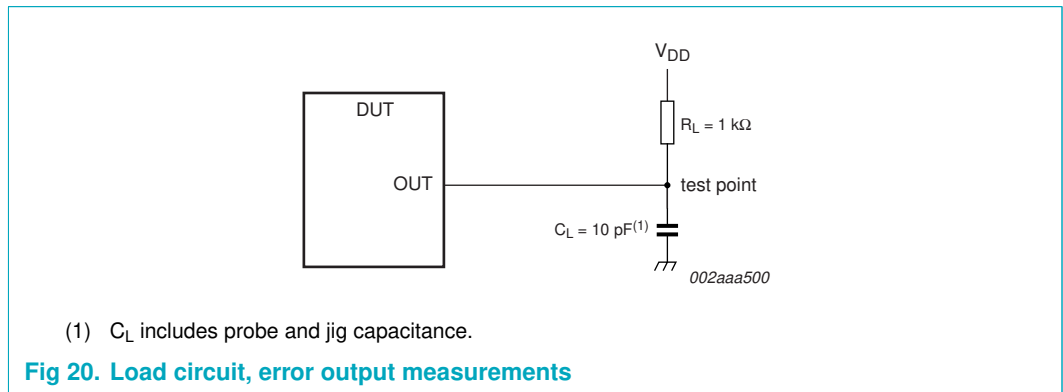 V_DD
DUT
R_L = 1 kΩ
OUT
test point
C_L = 10 pF(1)
002aaa500
(1) C_L includes probe and jig capacitance.
Fig 20. Load circuit, error output measurements